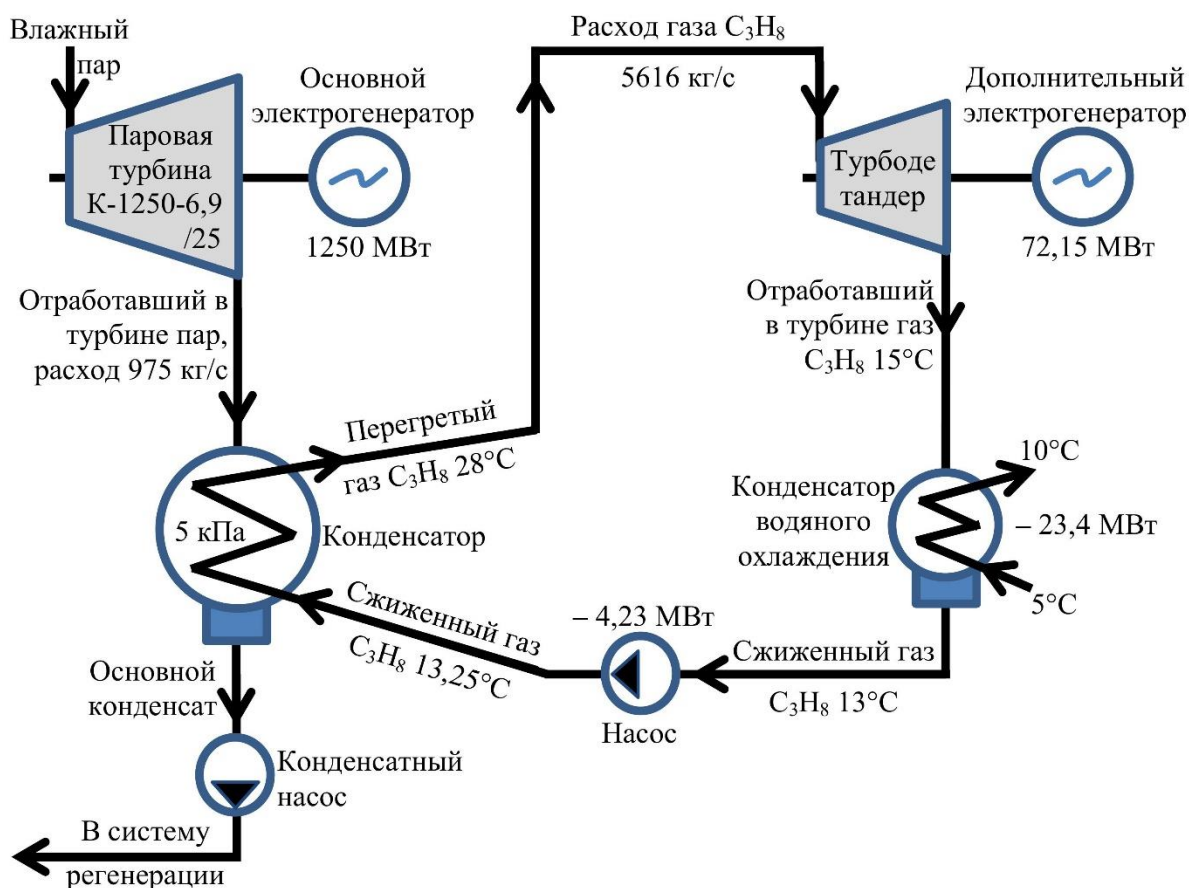 Влажный
пар
Паровая
турбина
К-1250-6,9
/25
Основной
электрогенератор
1250 МВт
Расход газа C₃H₈
5616 кг/с
Турбоде
тандер
Дополнительный
электрогенератор
72,15 МВт
Отработавший в
турбине пар,
расход 975 кг/с
Отработавший
в турбине газ
C₃H₈ 15°C
Перегретый
газ C₃H₈ 28°C
5 кПа
Конденсатор
Конденсатор
водяного
охлаждения
10°C
– 23,4 МВт
5°C
Сжиженный газ
C₃H₈ 13,25°C
– 4,23 МВт
Насос
Сжиженный газ
C₃H₈ 13°C
Основной
конденсат
Конденсатный
насос
В систему
регенерации